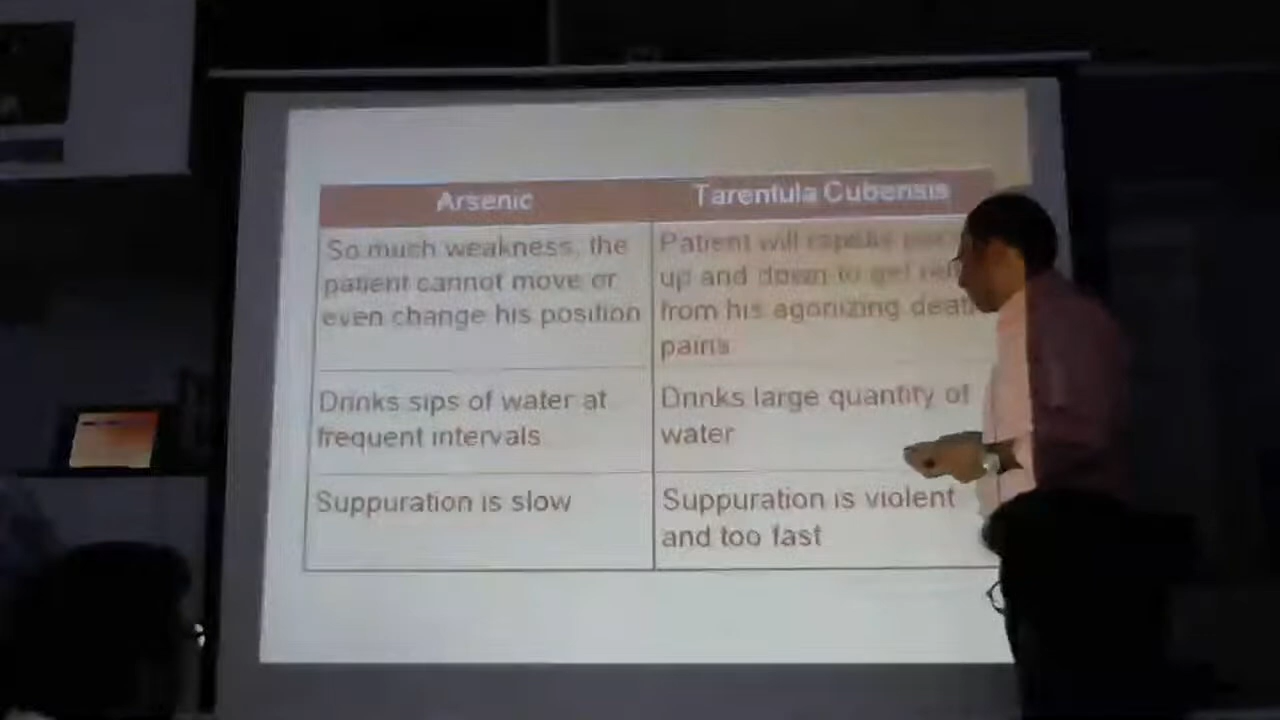 Arsenic
Tarentula Cubensis
So much weakness, the
patient cannot move or
even change his position
Patient will
up and down to get
from his agonizing death
pains
Drinks sips of water at
frequent intervals
Drinks large quantity of
water
Suppuration is slow
Suppuration is violent
and too fast